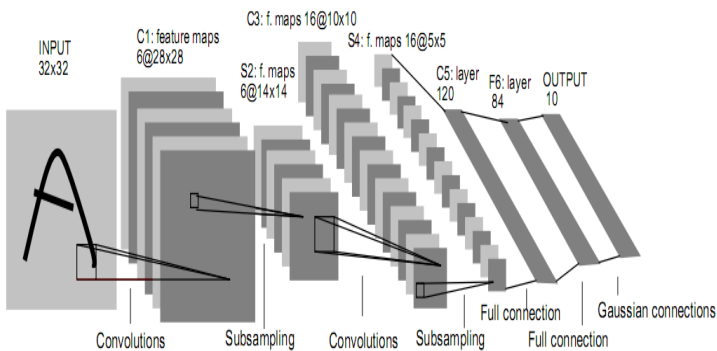 INPUT
32x32
C1: feature maps
6@28x28
S2: f. maps
6@14x14
C3: f. maps 16@10x10
S4: f. maps 16@5x5
C5: layer
120
F6: layer
84
OUTPUT
10
Convolutions
Subsampling
Convolutions
Subsampling
Full connection
Full connection
Gaussian connections